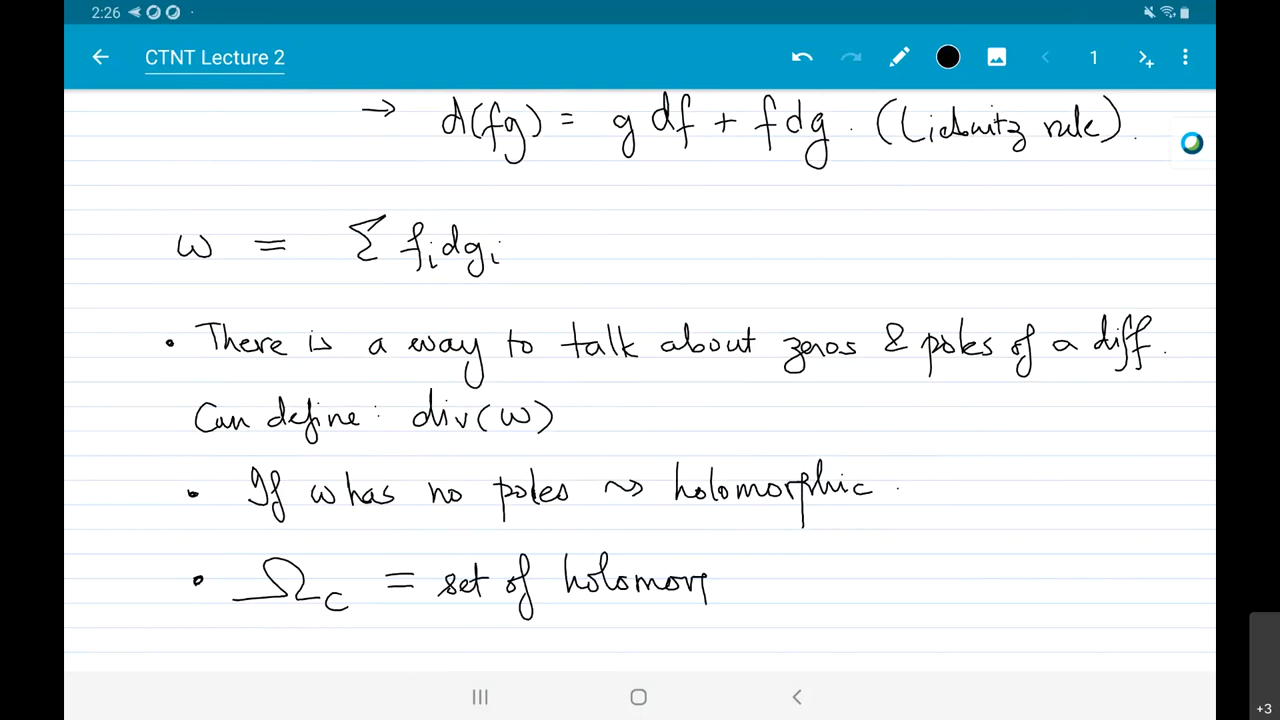 2:26
CTNT Lecture 2
1
→ d(fg) = g df + f dg. (Liebnitz rule).
ω = Σ f_i dg_i
• There is a way to talk about zeros & poles of a diff.
Can define: div(ω)
• If ω has no poles ⇝ holomorphic.
• Ω_C = set of holomorp
+3